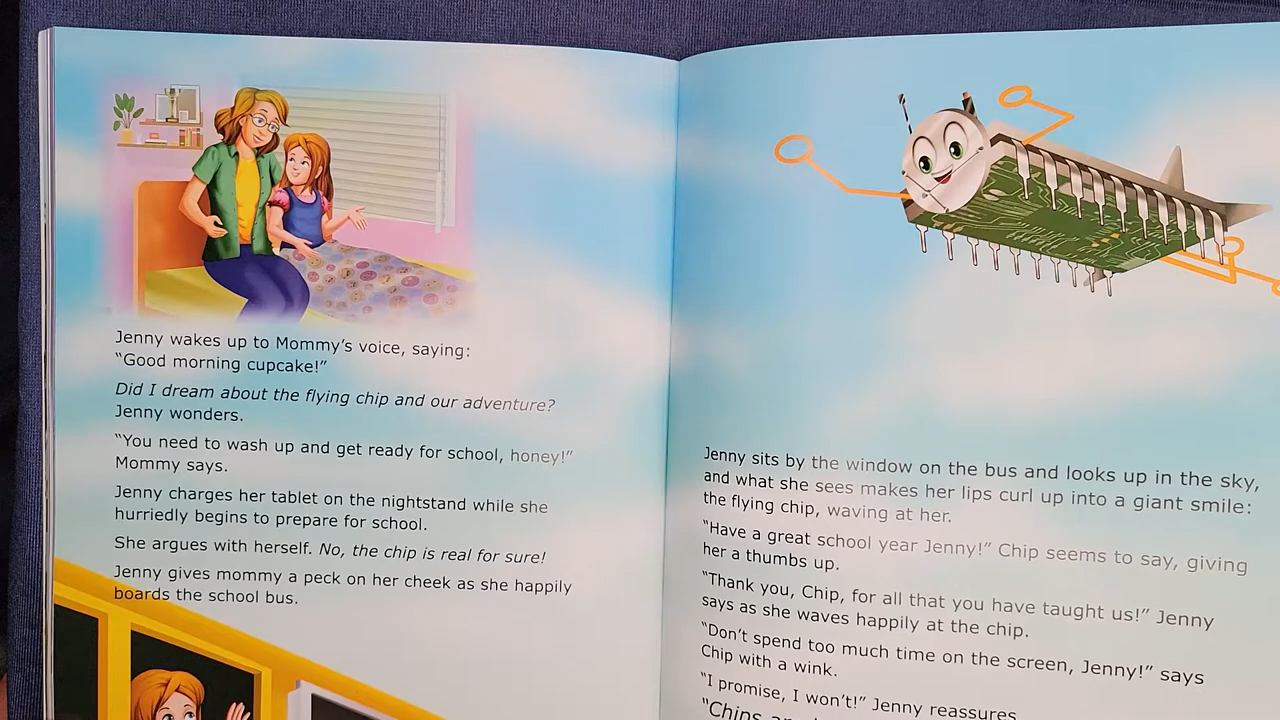 Jenny wakes up to Mommy's voice, saying:
"Good morning cupcake!"
Did I dream about the flying chip and our adventure?
Jenny wonders.
"You need to wash up and get ready for school, honey!"
Mommy says.
Jenny charges her tablet on the nightstand while she
hurriedly begins to prepare for school.
She argues with herself. No, the chip is real for sure!
Jenny gives mommy a peck on her cheek as she happily
boards the school bus.
Jenny sits by the window on the bus and looks up in the sky,
and what she sees makes her lips curl up into a giant smile:
the flying chip, waving at her.
"Have a great school year Jenny!" Chip seems to say, giving
her a thumbs up.
"Thank you, Chip, for all that you have taught us!" Jenny
says as she waves happily at the chip.
"Don't spend too much time on the screen, Jenny!" says
Chip with a wink.
"I promise, I won't!" Jenny reassures
"Chips